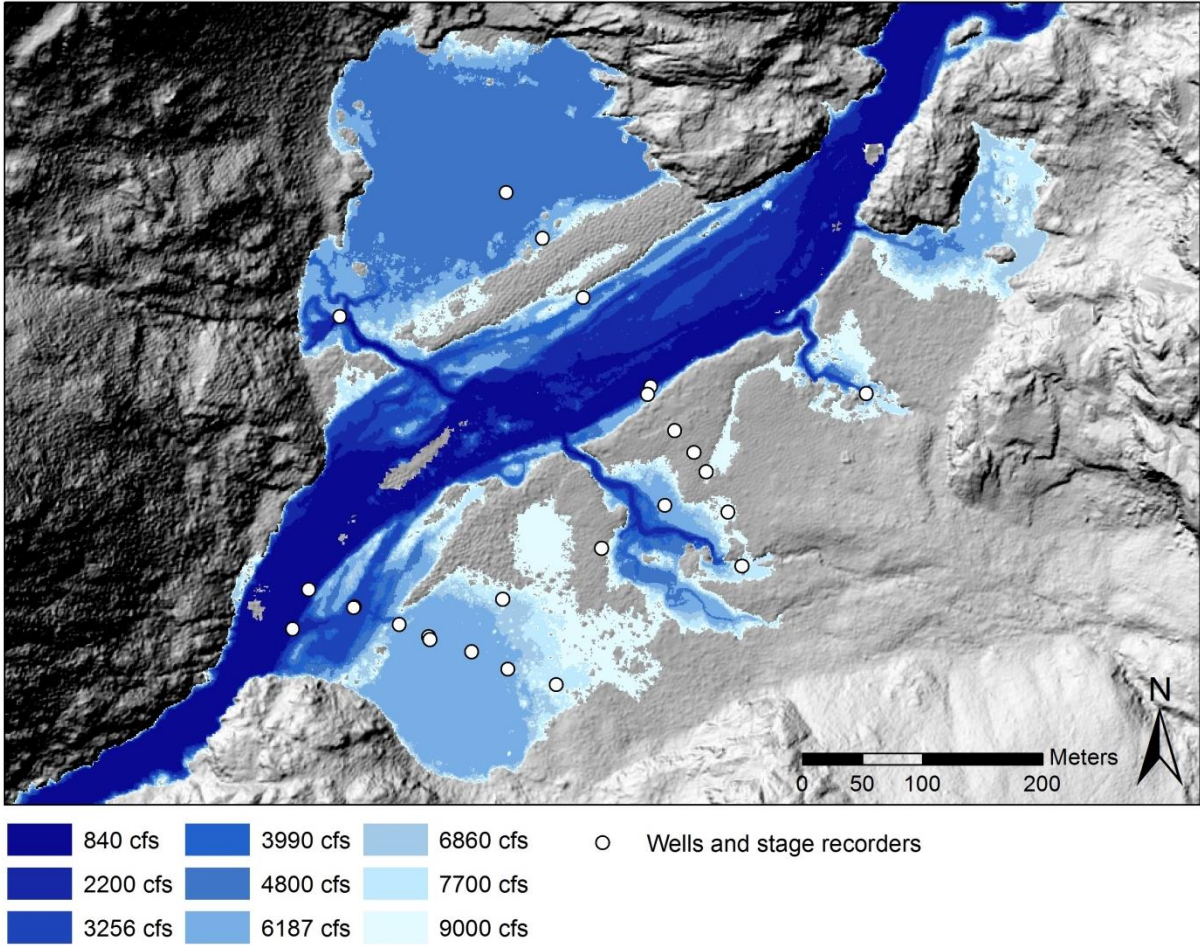 N
Meters
0 50 100 200
840 cfs 3990 cfs 6860 cfs Wells and stage recorders
2200 cfs 4800 cfs 7700 cfs
3256 cfs 6187 cfs 9000 cfs